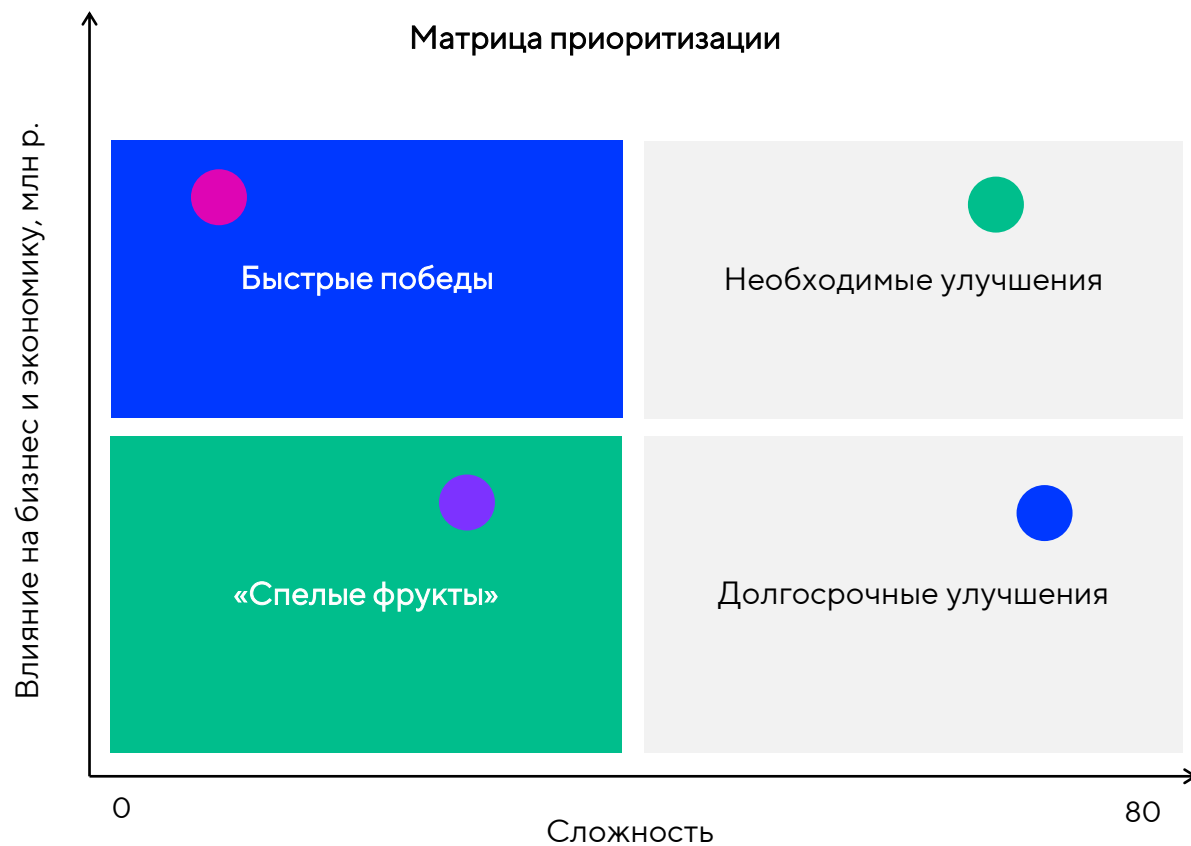 Матрица приоритизации
Влияние на бизнес и экономику, млн р.
Быстрые победы
Необходимые улучшения
«Спелые фрукты»
Долгосрочные улучшения
0
80
Сложность